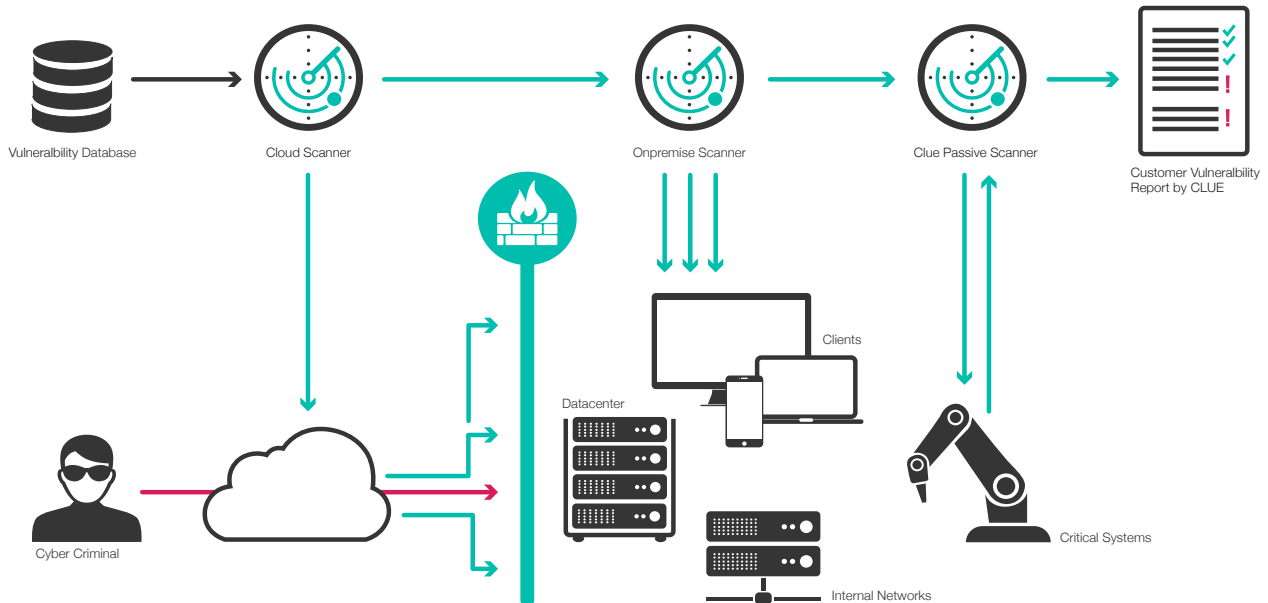 Vulneralbility Database
Cloud Scanner
Onpremise Scanner
Clue Passive Scanner
Customer Vulneralbility
Report by CLUE
Clients
Datacenter
Cyber Criminal
Critical Systems
Internal Networks